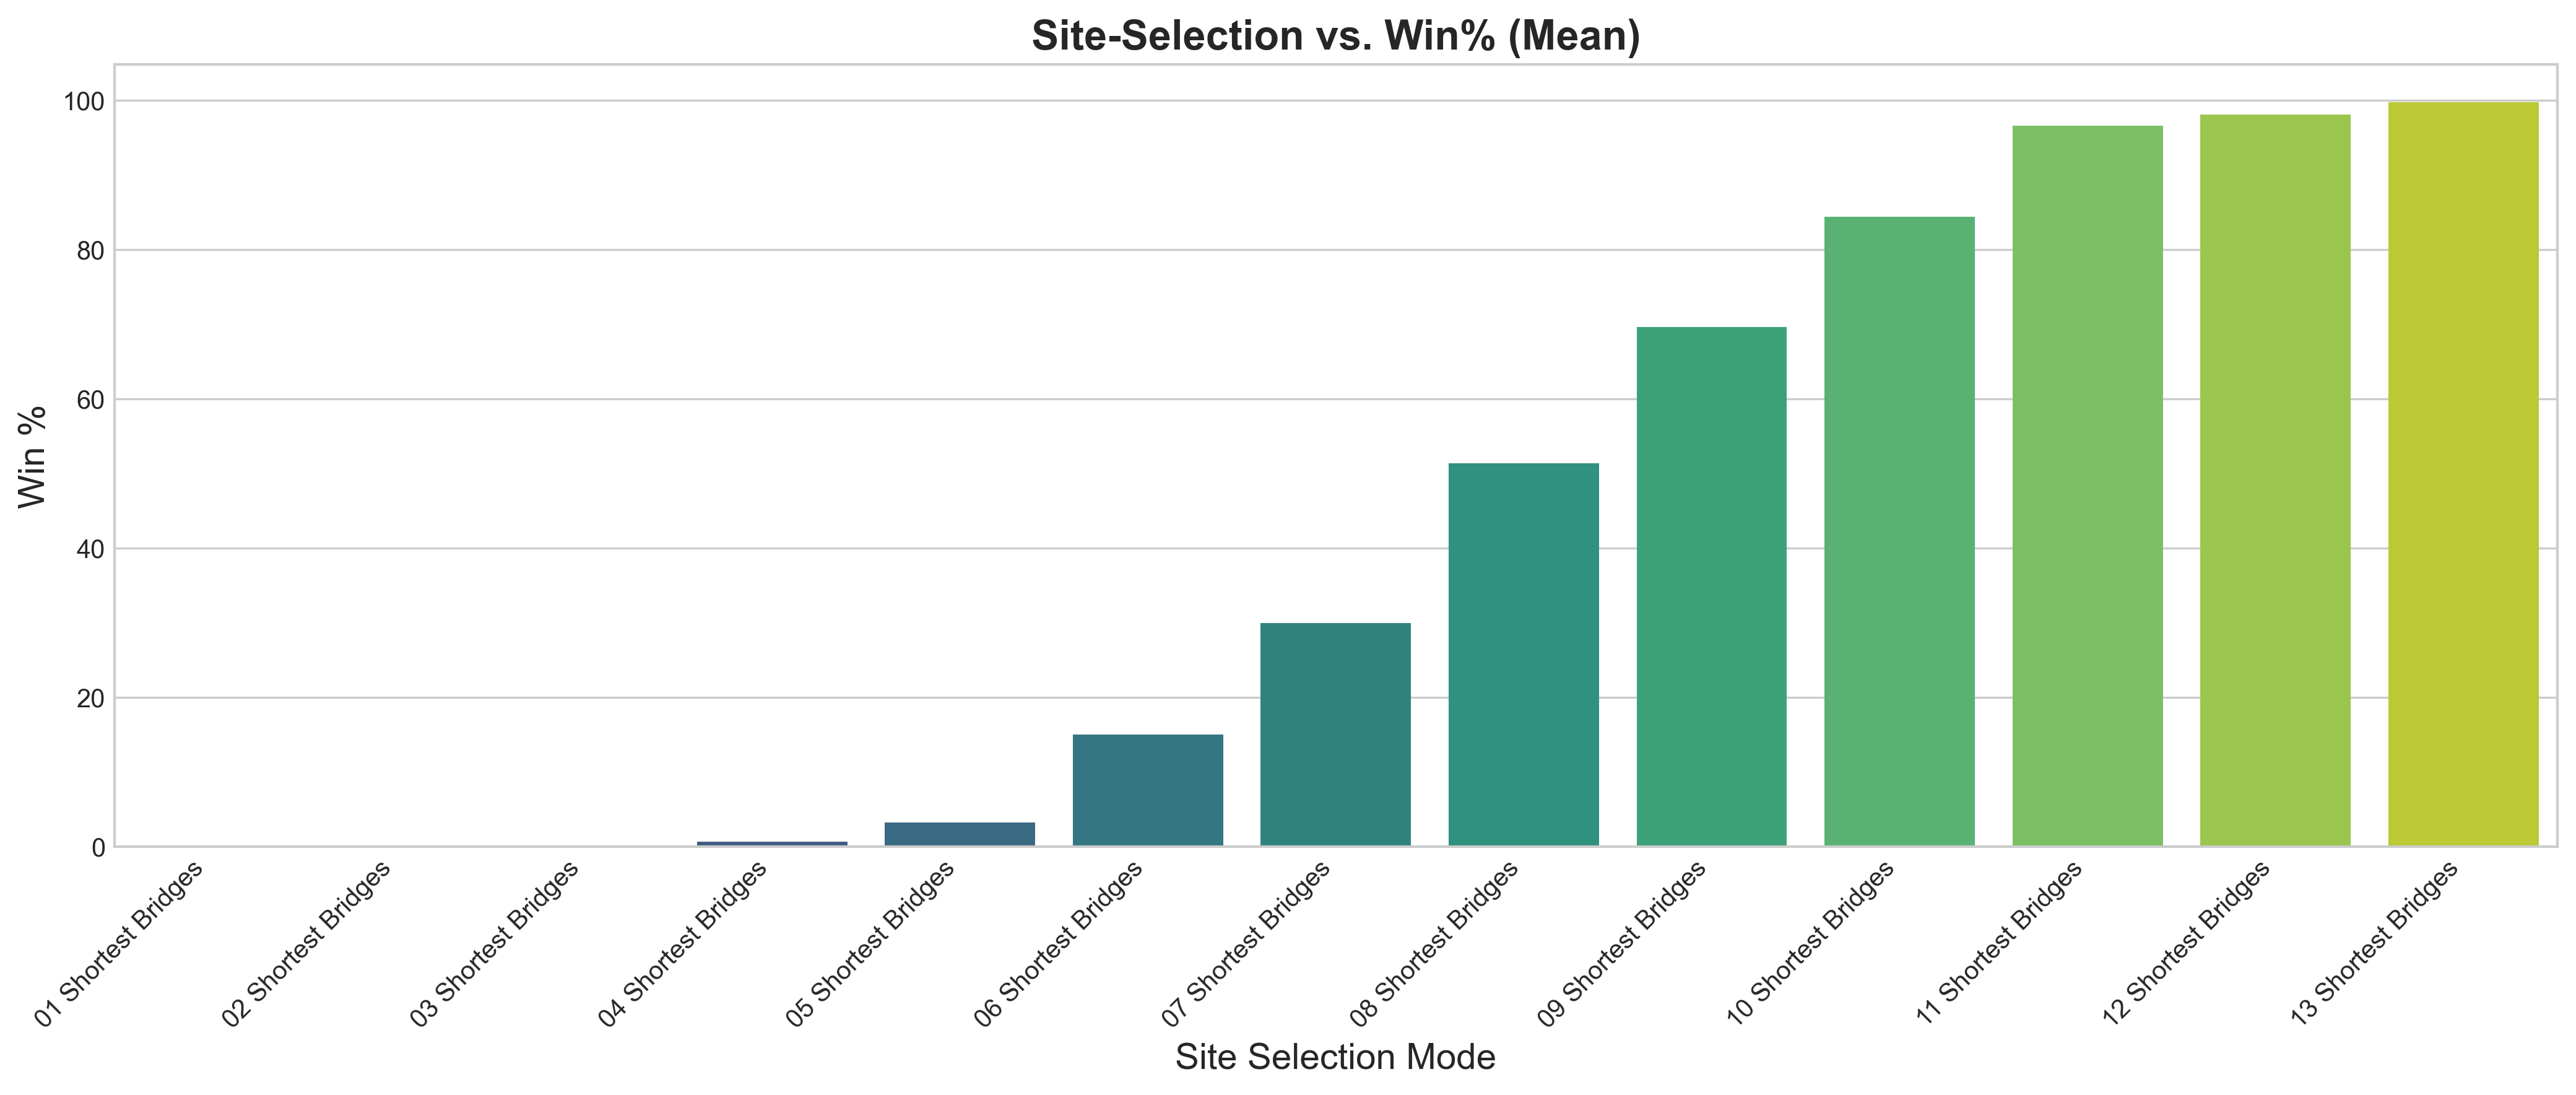 Site-Selection vs. Win% (Mean)
Win %
100
80
60
40
20
0
01 Shortest Bridges
02 Shortest Bridges
03 Shortest Bridges
04 Shortest Bridges
05 Shortest Bridges
06 Shortest Bridges
07 Shortest Bridges
08 Shortest Bridges
09 Shortest Bridges
10 Shortest Bridges
11 Shortest Bridges
12 Shortest Bridges
13 Shortest Bridges
Site Selection Mode